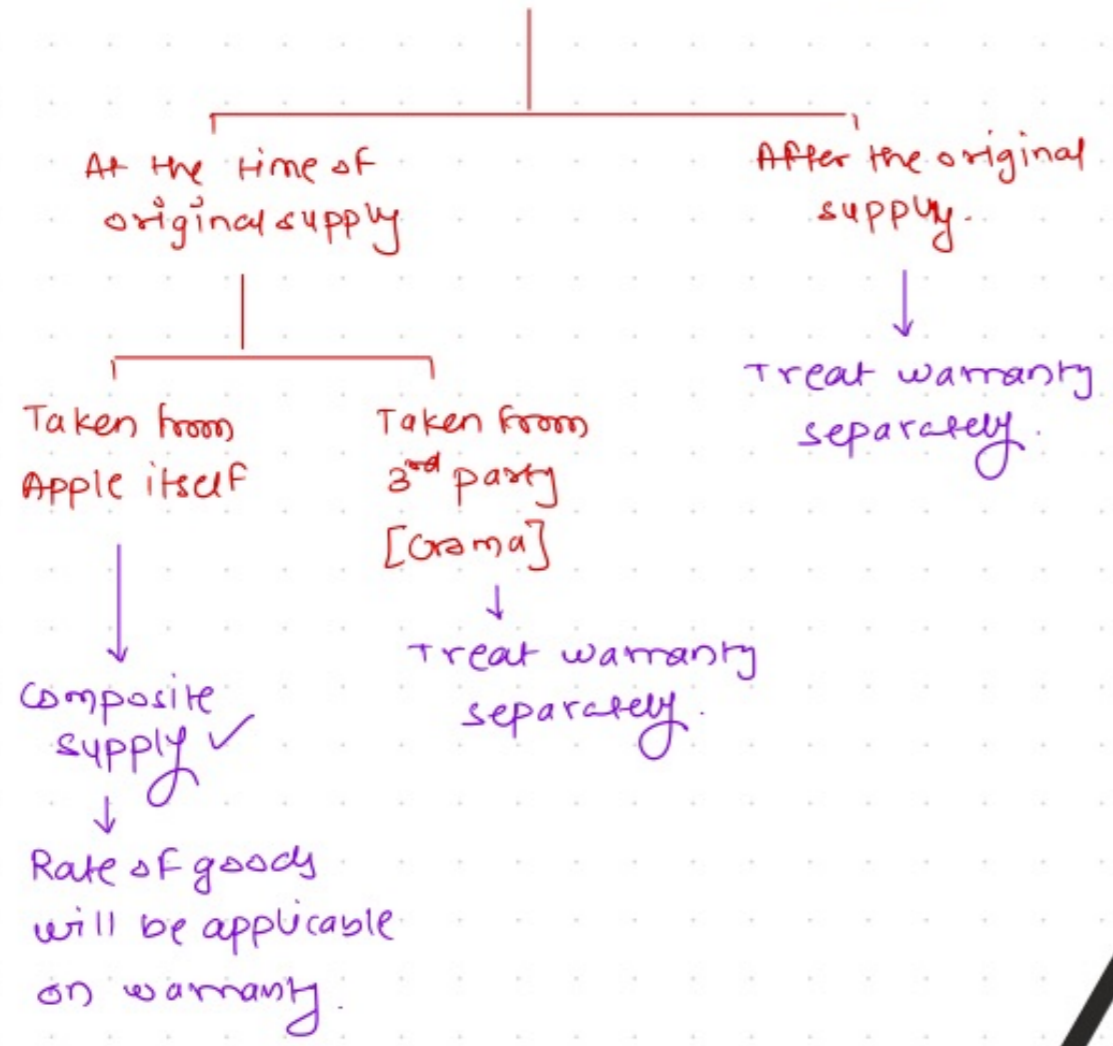 At the time of
original supply
After the original
supply.
Treat warranty
separately.
Taken from
Apple itself
Taken from
3rd party
[Croma]
Treat warranty
separately.
Composite
supply ✓
Rate of goods
will be applicable
on warranty.